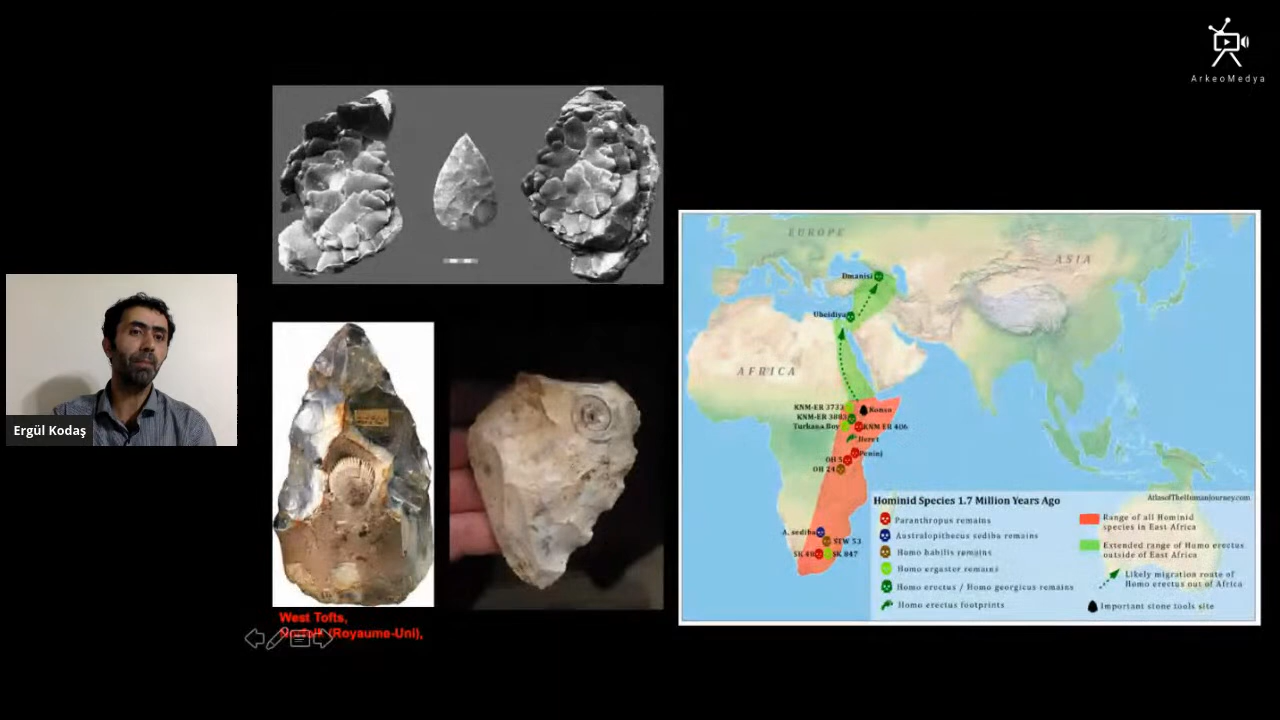 ArkeoMedya
EUROPE
ASIA
Dmanisi
Ubeidiya
AFRICA
KNM-ER 3733
KNM-ER 3883
Turkana Boy
Konso
KNM ER 406
Ileret
Peninj
OH 5
OH 24
A. sediba
STW 53
SK 847
Hominid Species 1.7 Million Years Ago
AtlasofTheHumanJourney.com
Paranthropus remains
Australopithecus sediba remains
Homo habilis remains
Homo ergaster remains
Homo erectus / Homo georgicus remains
Homo erectus footprints
Range of all Hominid
species in East Africa
Extended range of Homo erectus
outside of East Africa
Likely migration route of
Homo erectus out of Africa
Important stone tools site
Ergül Kodaş
West Tofts,
Norfolk (Royaume-Uni),